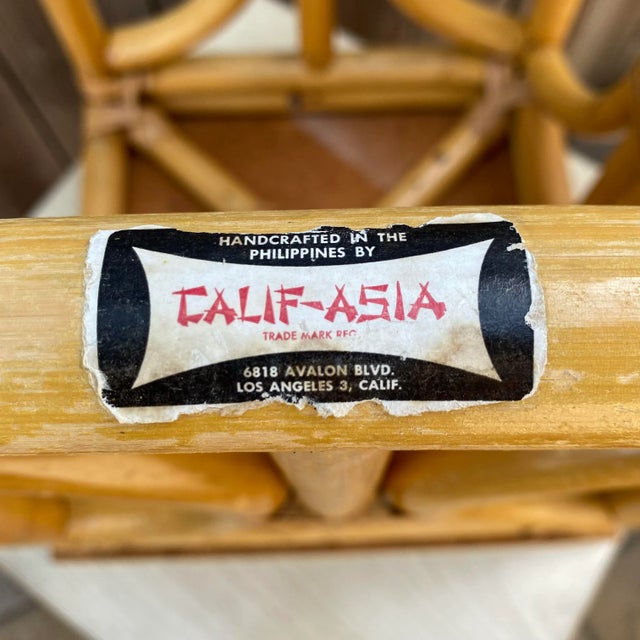 HANDCRAFTED IN THE
PHILIPPINES BY
CALIF-ASIA
TRADE MARK REG.
6818 AVALON BLVD.
LOS ANGELES 3, CALIF.